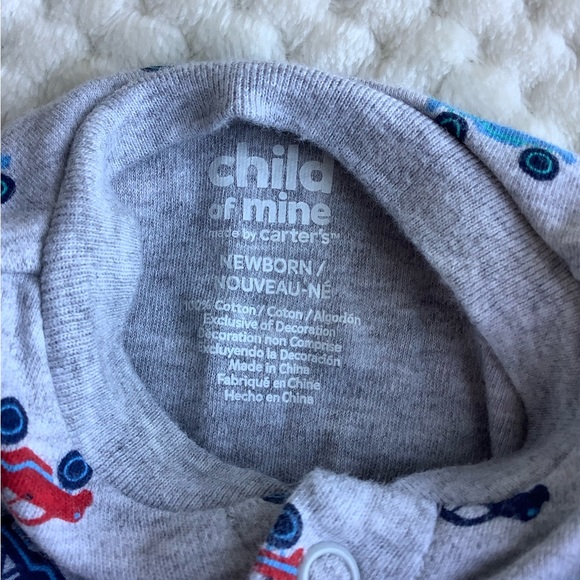 child
of mine
made by carter's™
NEWBORN /
NOUVEAU-NÉ
100% Cotton / Coton / Algodón
Exclusive of Decoration
Décoration non Comprise
Excluyendo la Decoración
Made in China
Fabriqué en Chine
Hecho en China